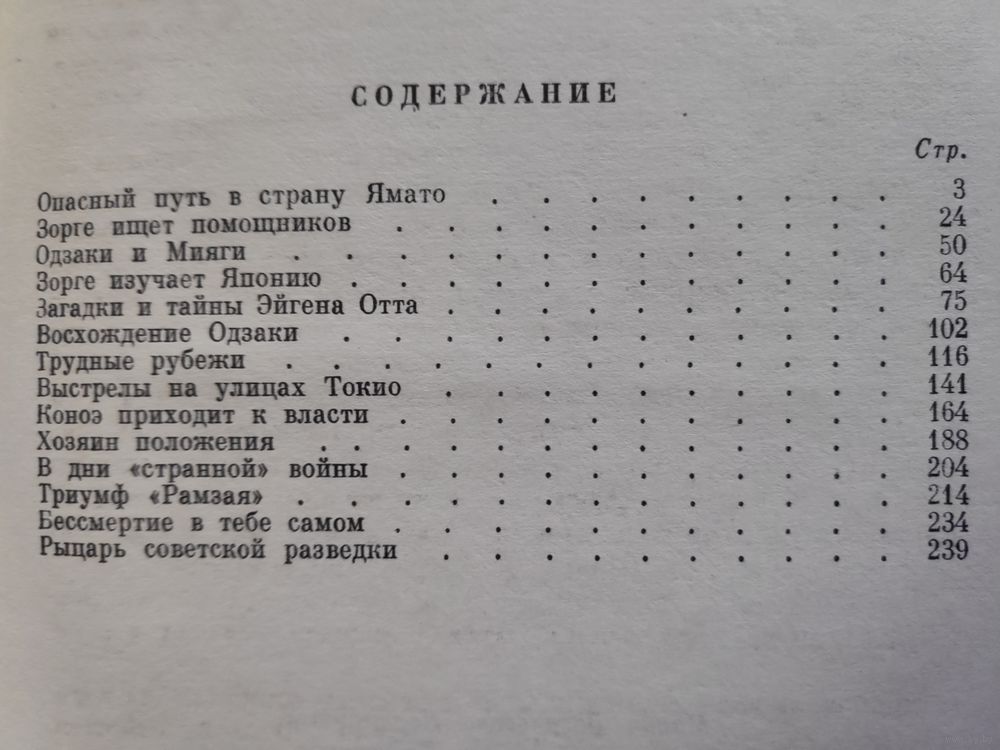 СОДЕРЖАНИЕ
Стр.
Опасный путь в страну Ямато . . . . . . . . . 3
Зорге ищет помощников . . . . . . . . . . . 24
Одзаки и Мияги . . . . . . . . . . . . . 50
Зорге изучает Японию . . . . . . . . . . . . 64
Загадки и тайны Эйгена Отта . . . . . . . . . . 75
Восхождение Одзаки . . . . . . . . . . . . 102
Трудные рубежи . . . . . . . . . . . . . 116
Выстрелы на улицах Токио . . . . . . . . . . 141
Коноэ приходит к власти . . . . . . . . . . . 164
Хозяин положения . . . . . . . . . . . . . 188
В дни «странной» войны . . . . . . . . . . . 204
Триумф «Рамзая» . . . . . . . . . . . . . 214
Бессмертие в тебе самом . . . . . . . . . . . 234
Рыцарь советской разведки . . . . . . . . . . 239